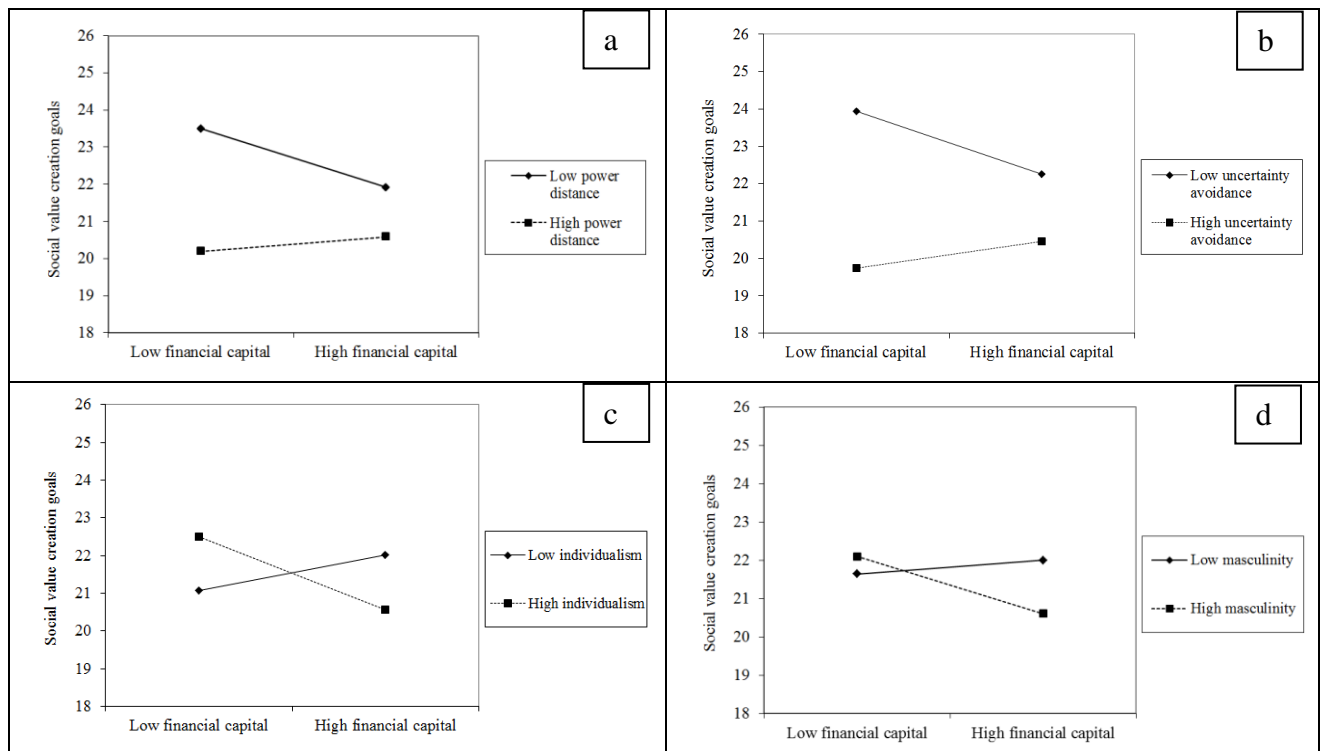 a
26
25
24
23
22
21
20
19
18
Social value creation goals
Low financial capital
High financial capital
Low power
distance
High power
distance
b
26
25
24
23
22
21
20
19
18
Social value creation goals
Low financial capital
High financial capital
Low uncertainty
avoidance
High uncertainty
avoidance
c
26
25
24
23
22
21
20
19
18
Social value creation goals
Low financial capital
High financial capital
Low individualism
High individualism
d
26
25
24
23
22
21
20
19
18
Social value creation goals
Low financial capital
High financial capital
Low masculinity
High masculinity